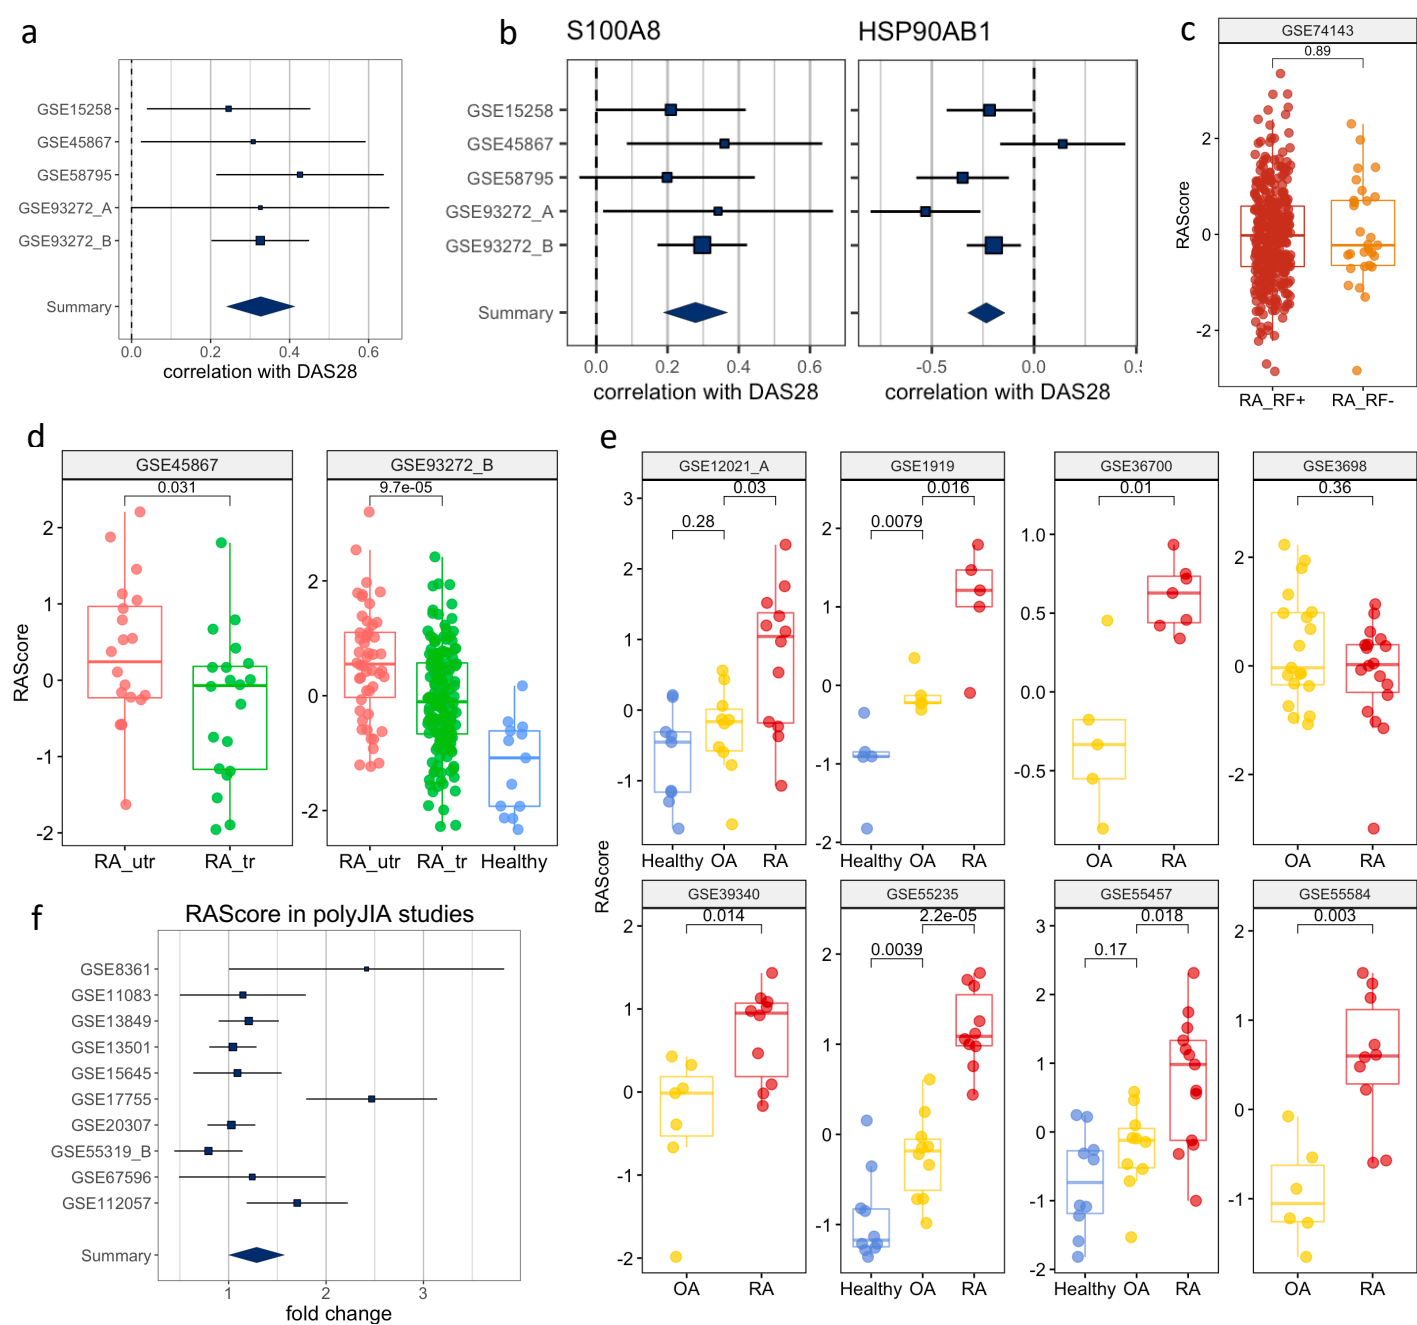 a
GSE15258
GSE45867
GSE58795
GSE93272_A
GSE93272_B
Summary
0.0 0.2 0.4 0.6
correlation with DAS28
b
S100A8 HSP90AB1
GSE15258
GSE45867
GSE58795
GSE93272_A
GSE93272_B
Summary
0.0 0.2 0.4 0.6
correlation with DAS28
-0.5 0.0
correlation with DAS28
c
GSE74143
0.89
RAScore
2
0
-2
RA_RF+ RA_RF-
d
GSE45867
0.031
RAScore
2
1
0
-1
-2
RA_utr RA_tr
GSE93272_B
9.7e-05
2
0
-2
RA_utr RA_tr Healthy
e
RAScore
GSE12021_A
0.03
0.28
3
2
1
0
-1
Healthy OA RA
GSE1919
0.016
0.0079
2
1
0
-1
-2
Healthy OA RA
GSE36700
0.01
1.0
0.5
0.0
-0.5
OA RA
GSE3698
0.36
2
0
-2
OA RA
GSE39340
0.014
2
1
0
-1
-2
OA RA
GSE55235
2.2e-05
0.0039
2
1
0
-1
Healthy OA RA
GSE55457
0.018
0.17
3
2
1
0
-1
-2
Healthy OA RA
GSE55584
0.003
2
1
0
-1
OA RA
f
RAScore in polyJIA studies
GSE8361
GSE11083
GSE13849
GSE13501
GSE15645
GSE17755
GSE20307
GSE55319_B
GSE67596
GSE112057
Summary
1 2 3
fold change